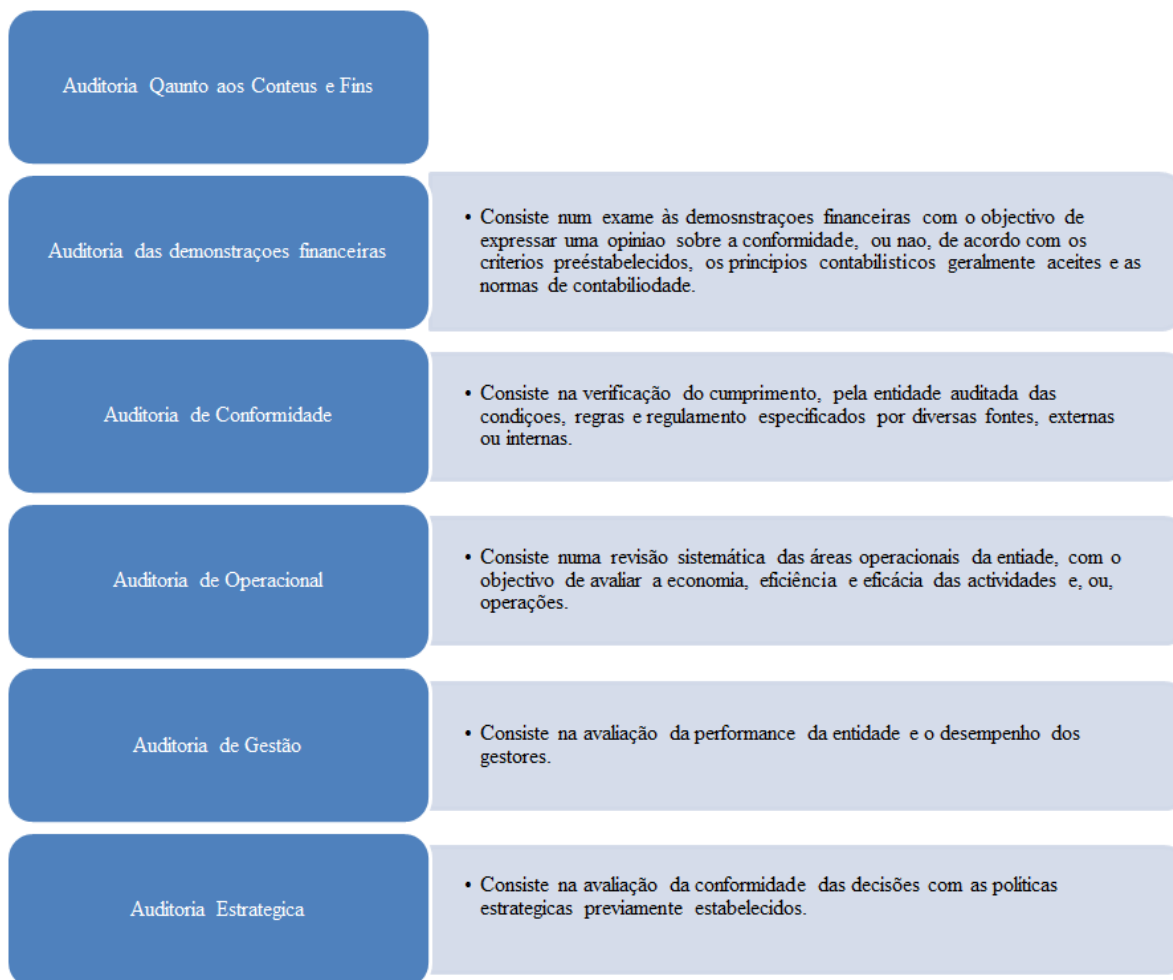 Auditoria Qaunto aos Conteus e Fins
Auditoria das demonstraçoes financeiras
• Consiste num exame às demosnstraçoes financeiras com o objectivo de
expressar uma opiniao sobre a conformidade, ou nao, de acordo com os
criterios preéstabelecidos, os principios contabilisticos geralmente aceites e as
normas de contabiliodade.
Auditoria de Conformidade
• Consiste na verificação do cumprimento, pela entidade auditada das
condiçoes, regras e regulamento especificados por diversas fontes, externas
ou internas.
Auditoria de Operacional
• Consiste numa revisão sistemática das áreas operacionais da entiade, com o
objectivo de avaliar a economia, eficiência e eficácia das actividades e, ou,
operações.
Auditoria de Gestão
• Consiste na avaliação da performance da entidade e o desempenho dos
gestores.
Auditoria Estrategica
• Consiste na avaliação da conformidade das decisões com as politicas
estrategicas previamente estabelecidos.